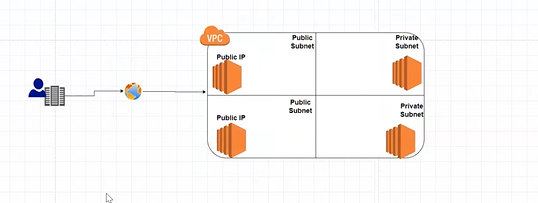 VPC
Public
Subnet
Private
Subnet
Public IP
Public
Subnet
Private
Subnet
Public IP